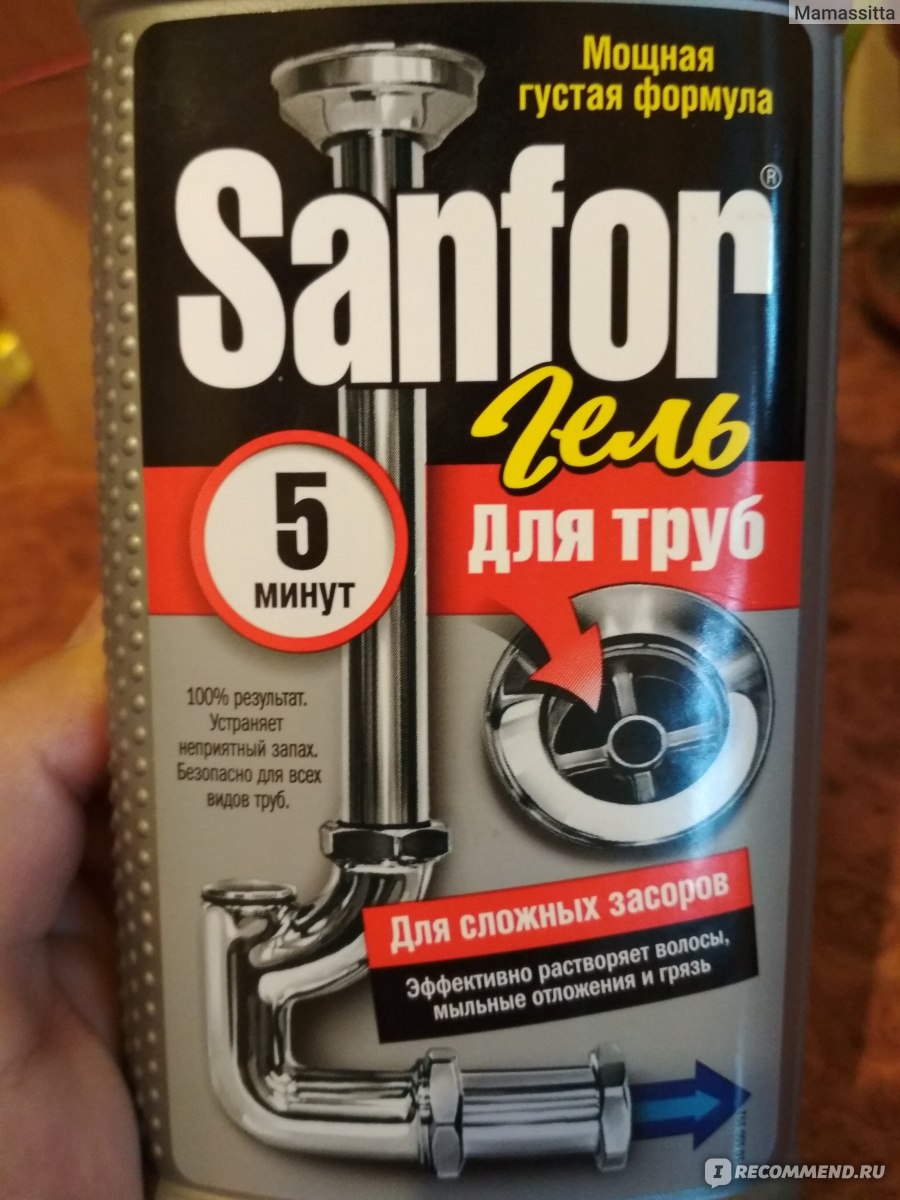 Mamassitta
Мощная
густая формула
Sanfor®
Гель
Для труб
5
минут
100% результат.
Устраняет
неприятный запах.
Безопасно для всех
видов труб.
Для сложных засоров
Эффективно растворяет волосы,
мыльные отложения и грязь
IRECOMMEND.RU